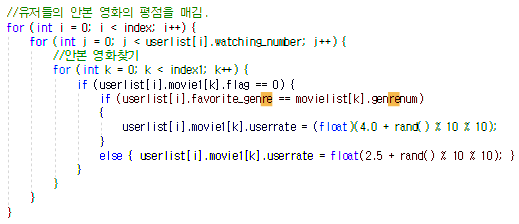 //유저들의 안본 영화의 평점을 매김.
for (int i = 0; i < index; i++) {
for (int j = 0; j < userlist[i].watching_number; j++) {
//안본 영화찾기
for (int k = 0; k < index1; k++) {
if (userlist[i].movie1[k].flag == 0) {
if (userlist[i].favorite_genre == movielist[k].genrenum)
{
userlist[i].movie1[k].userrate = (float)(4.0 + rand() % 10 % 10);
}
else { userlist[i].movie1[k].userrate = float(2.5 + rand() % 10 % 10); }
}
}
}
}